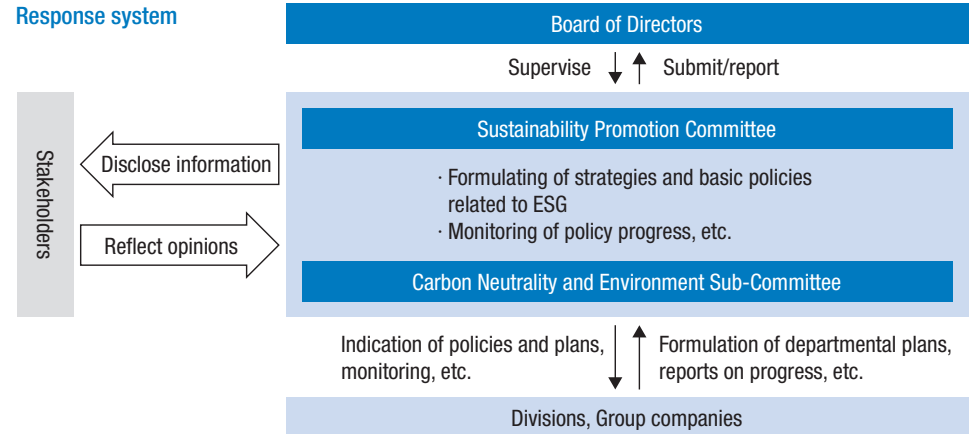 Response system
Board of Directors
Supervise
Submit/report
Stakeholders
Disclose information
Reflect opinions
Sustainability Promotion Committee
· Formulating of strategies and basic policies
related to ESG
· Monitoring of policy progress, etc.
Carbon Neutrality and Environment Sub-Committee
Indication of policies and plans,
monitoring, etc.
Formulation of departmental plans,
reports on progress, etc.
Divisions, Group companies